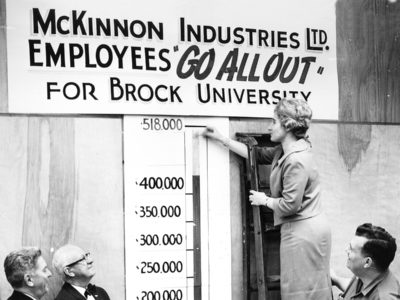 McKINNON INDUSTRIES LTD.
EMPLOYEES "GO ALL OUT"
FOR BROCK UNIVERSITY
$518.000
$400.000
$350.000
$300.000
$250.000
$200.000